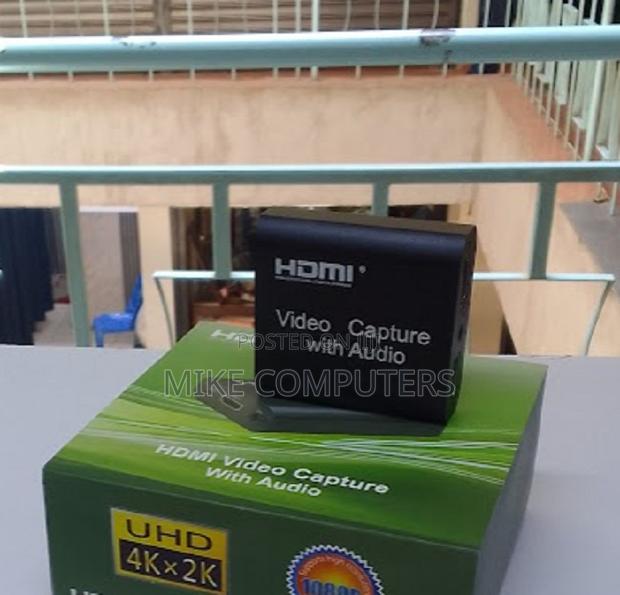 HDMI
Video Capture
with Audio
POSTED ON
MIKE COMPUTERS
HDMI Video Capture
With Audio
UHD
4K×2K